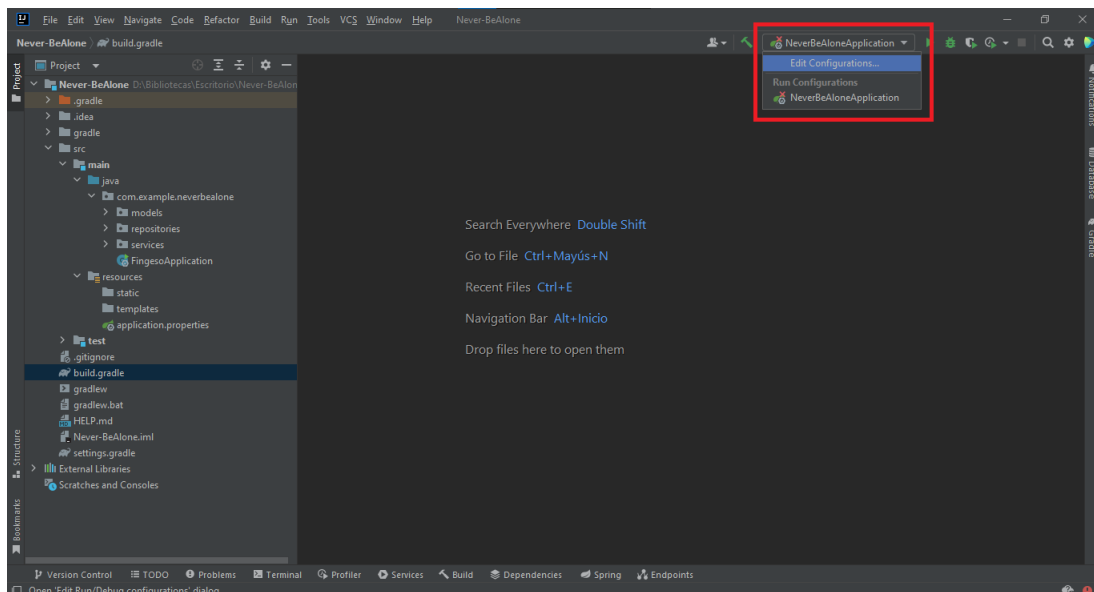 File Edit View Navigate Code Refactor Build Run Tools VCS Window Help Never-BeAlone
Never-BeAlone build.gradle NeverBeAloneApplication
Edit Configurations...
Run Configurations
NeverBeAloneApplication
Project
Project
Never-BeAlone D:\Bibliotecas\Escritorio\Never-BeAlon
.gradle
.idea
gradle
src
main
java
com.example.neverbealone
models
repositories
services
FingesoApplication
resources
static
templates
application.properties
test
.gitignore
build.gradle
gradlew
gradlew.bat
HELP.md
Never-BeAlone.iml
settings.gradle
External Libraries
Scratches and Consoles
Structure
Bookmarks
Search Everywhere Double Shift
Go to File Ctrl+Mayús+N
Recent Files Ctrl+E
Navigation Bar Alt+Inicio
Drop files here to open them
Notifications
Database
Gradle
Version Control TODO Problems Terminal Profiler Services Build Dependencies Spring Endpoints
Open 'Edit Run/Debug configurations' dialog